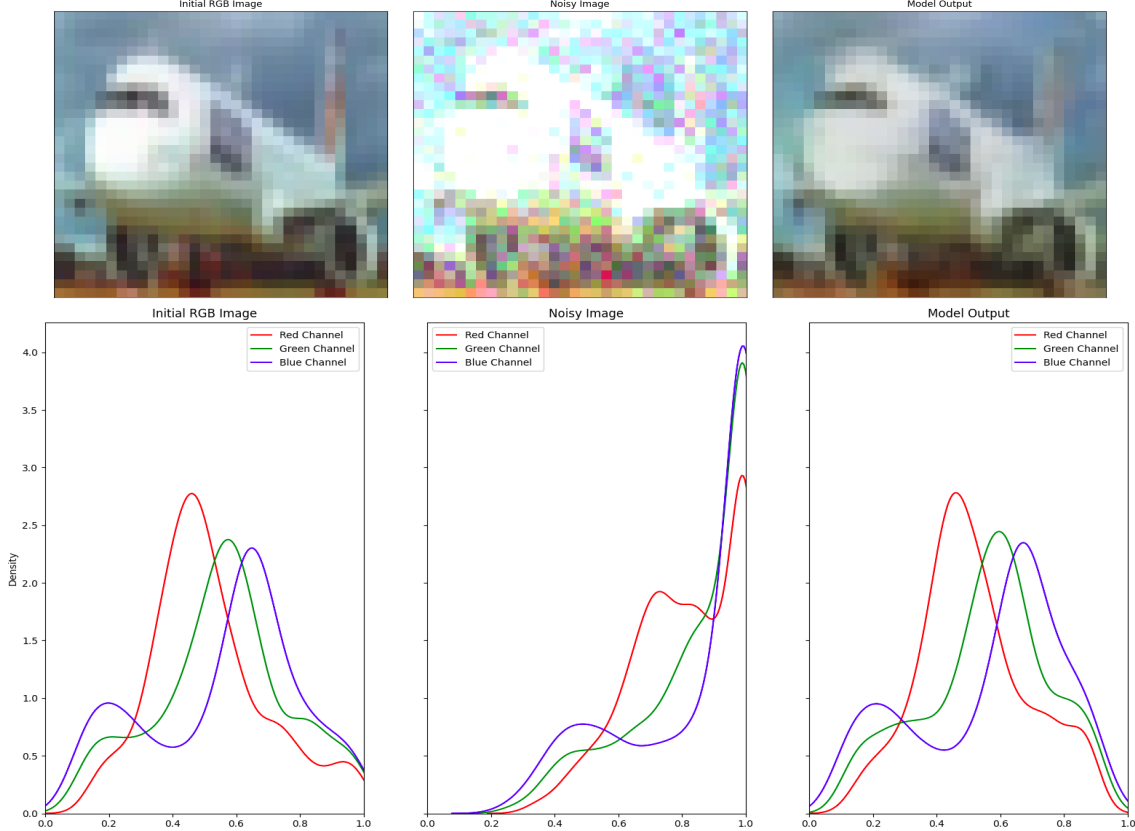 Initial RGB Image
Noisy Image
Model Output
Initial RGB Image
Noisy Image
Model Output
Red Channel
Green Channel
Blue Channel
Red Channel
Green Channel
Blue Channel
Red Channel
Green Channel
Blue Channel
Density
4.0
3.5
3.0
2.5
2.0
1.5
1.0
0.5
0.0
0.0 0.2 0.4 0.6 0.8 1.0
0.0 0.2 0.4 0.6 0.8 1.0
0.0 0.2 0.4 0.6 0.8 1.0